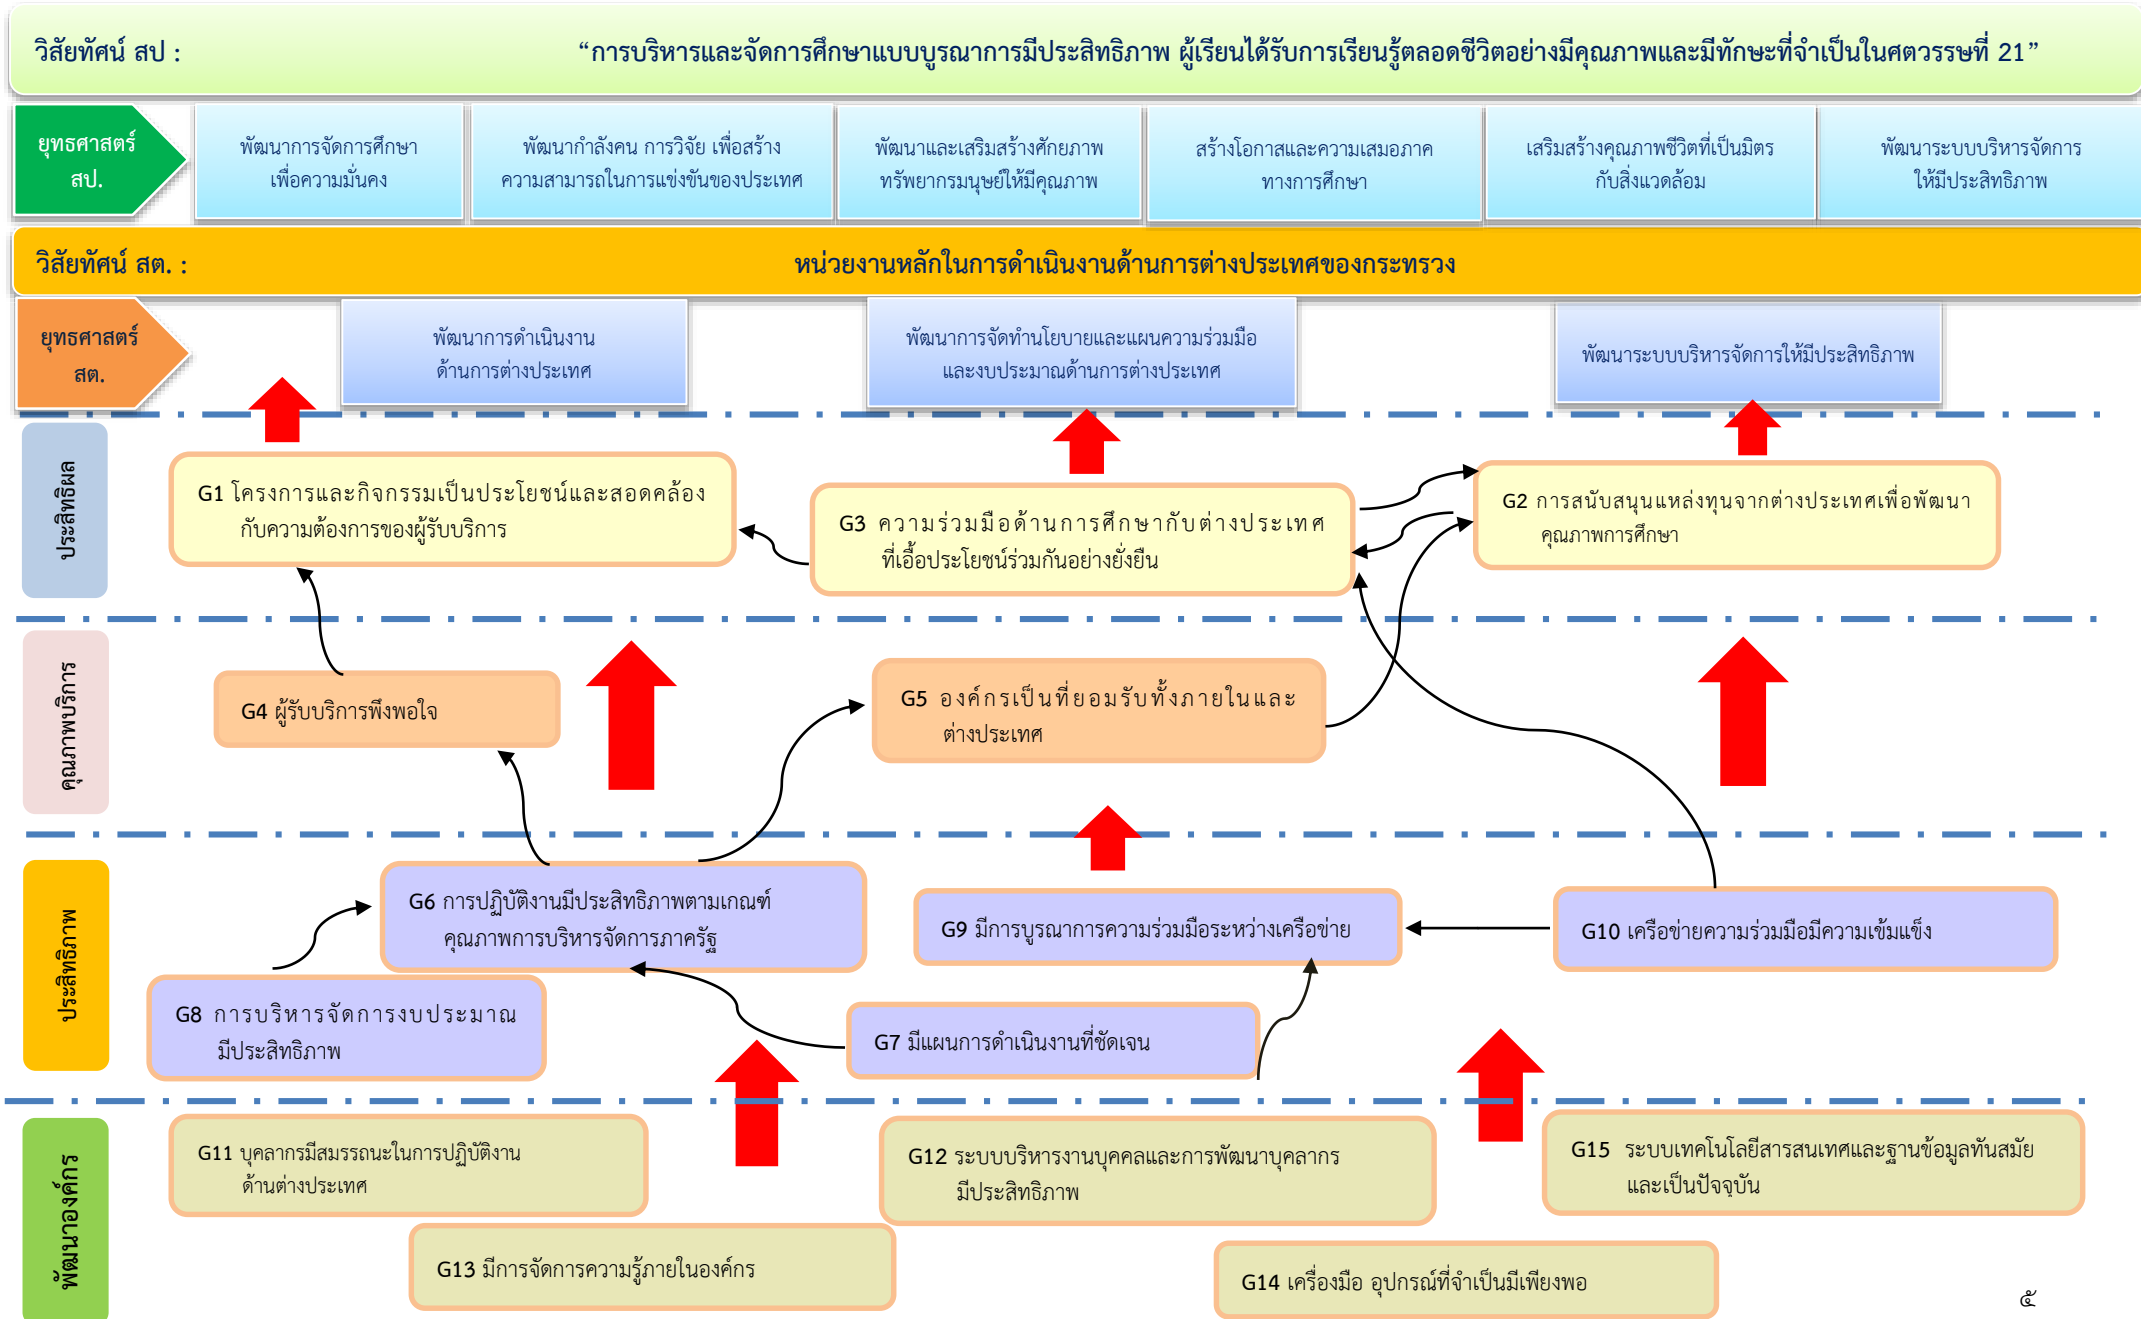 วิสัยทัศน์ สป :
“การบริหารและจัดการศึกษาแบบบูรณาการมีประสิทธิภาพ ผู้เรียนได้รับการเรียนรู้ตลอดชีวิตอย่างมีคุณภาพและมีทักษะที่จำเป็นในศตวรรษที่ 21”
ยุทธศาสตร์
สป.
พัฒนาการจัดการศึกษา
เพื่อความมั่นคง
พัฒนากำลังคน การวิจัย เพื่อสร้าง
ความสามารถในการแข่งขันของประเทศ
พัฒนาและเสริมสร้างศักยภาพ
ทรัพยากรมนุษย์ให้มีคุณภาพ
สร้างโอกาสและความเสมอภาค
ทางการศึกษา
เสริมสร้างคุณภาพชีวิตที่เป็นมิตร
กับสิ่งแวดล้อม
พัฒนาระบบบริหารจัดการ
ให้มีประสิทธิภาพ
วิสัยทัศน์ สต. :
หน่วยงานหลักในการดำเนินงานด้านการต่างประเทศของกระทรวง
ยุทธศาสตร์
สต.
พัฒนาการดำเนินงาน
ด้านการต่างประเทศ
พัฒนาการจัดทำนโยบายและแผนความร่วมมือ
และงบประมาณด้านการต่างประเทศ
พัฒนาระบบบริหารจัดการให้มีประสิทธิภาพ
ประสิทธิผล
G1 โครงการและกิจกรรมเป็นประโยชน์และสอดคล้อง
กับความต้องการของผู้รับบริการ
G3 ความร่วมมือด้านการศึกษากับต่างประเทศ
ที่เอื้อประโยชน์ร่วมกันอย่างยั่งยืน
G2 การสนับสนุนแหล่งทุนจากต่างประเทศเพื่อพัฒนา
คุณภาพการศึกษา
คุณภาพบริการ
G4 ผู้รับบริการพึงพอใจ
G5 องค์กรเป็นที่ยอมรับทั้งภายในและ
ต่างประเทศ
ประสิทธิภาพ
G6 การปฏิบัติงานมีประสิทธิภาพตามเกณฑ์
คุณภาพการบริหารจัดการภาครัฐ
G9 มีการบูรณาการความร่วมมือระหว่างเครือข่าย
G10 เครือข่ายความร่วมมือมีความเข้มแข็ง
G8 การบริหารจัดการงบประมาณ
มีประสิทธิภาพ
G7 มีแผนการดำเนินงานที่ชัดเจน
พัฒนาองค์กร
G11 บุคลากรมีสมรรถนะในการปฏิบัติงาน
ด้านต่างประเทศ
G12 ระบบบริหารงานบุคคลและการพัฒนาบุคลากร
มีประสิทธิภาพ
G15 ระบบเทคโนโลยีสารสนเทศและฐานข้อมูลทันสมัย
และเป็นปัจจุบัน
G13 มีการจัดการความรู้ภายในองค์กร
G14 เครื่องมือ อุปกรณ์ที่จำเป็นมีเพียงพอ
๕